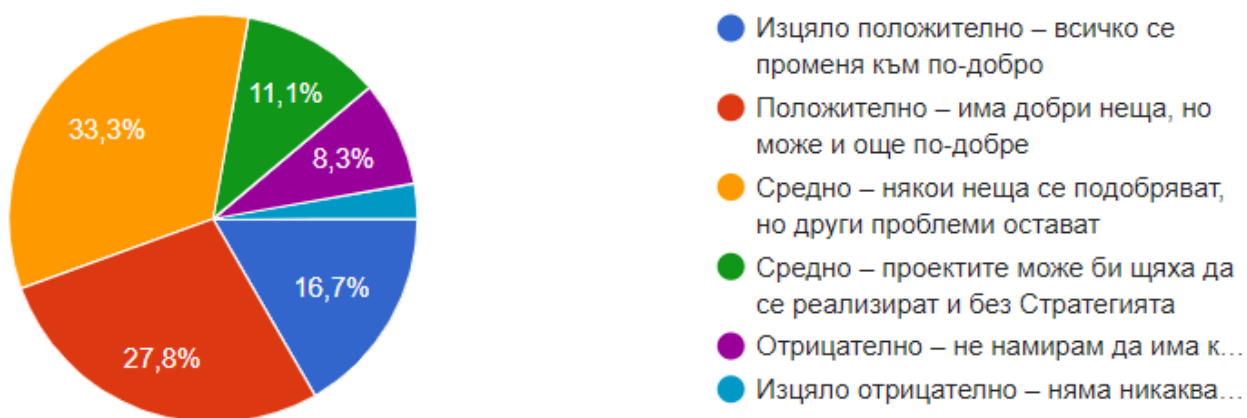 33,3%
11,1%
8,3%
16,7%
27,8%
Изцяло положително – всичко се
променя към по-добро
Положително – има добри неща, но
може и още по-добре
Средно – някои неща се подобряват,
но други проблеми остават
Средно – проектите може би щяха да
се реализират и без Стратегията
Отрицателно – не намирам да има к...
Изцяло отрицателно – няма никаква...